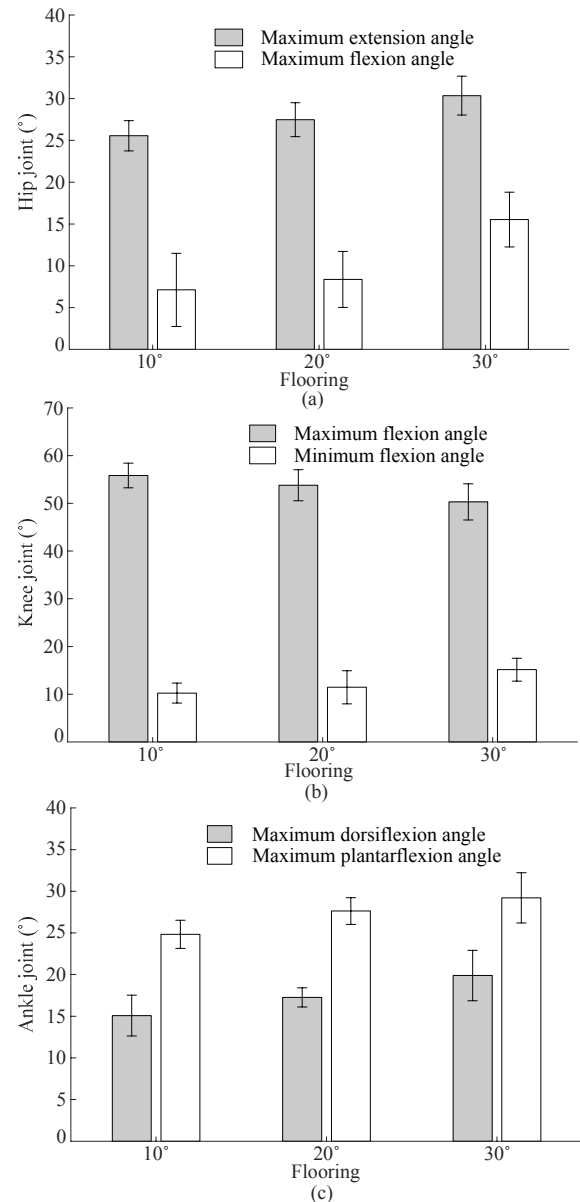 40
35
30
25
20
15
10
5
0
Hip joint (°)
Maximum extension angle
Maximum flexion angle
10° 20° 30°
Flooring
(a)
70
60
50
40
30
20
10
0
Knee joint (°)
Maximum flexion angle
Minimum flexion angle
10° 20° 30°
Flooring
(b)
40
35
30
25
20
15
10
5
0
Ankle joint (°)
Maximum dorsiflexion angle
Maximum plantarflexion angle
10° 20° 30°
Flooring
(c)